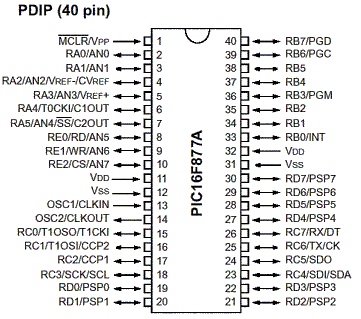 PDIP (40 pin)
MCLR/VPP 1 40 RB7/PGD
RA0/AN0 2 39 RB6/PGC
RA1/AN1 3 38 RB5
RA2/AN2/VREF-/CVREF 4 37 RB4
RA3/AN3/VREF+ 5 36 RB3/PGM
RA4/T0CKI/C1OUT 6 35 RB2
RA5/AN4/SS/C2OUT 7 34 RB1
RE0/RD/AN5 8 33 RB0/INT
RE1/WR/AN6 9 32 VDD
RE2/CS/AN7 10 31 VSS
VDD 11 30 RD7/PSP7
VSS 12 29 RD6/PSP6
OSC1/CLKIN 13 28 RD5/PSP5
OSC2/CLKOUT 14 27 RD4/PSP4
RC0/T1OSO/T1CKI 15 26 RC7/RX/DT
RC1/T1OSI/CCP2 16 25 RC6/TX/CK
RC2/CCP1 17 24 RC5/SDO
RC3/SCK/SCL 18 23 RC4/SDI/SDA
RD0/PSP0 19 22 RD3/PSP3
RD1/PSP1 20 21 RD2/PSP2
PIC16F877A